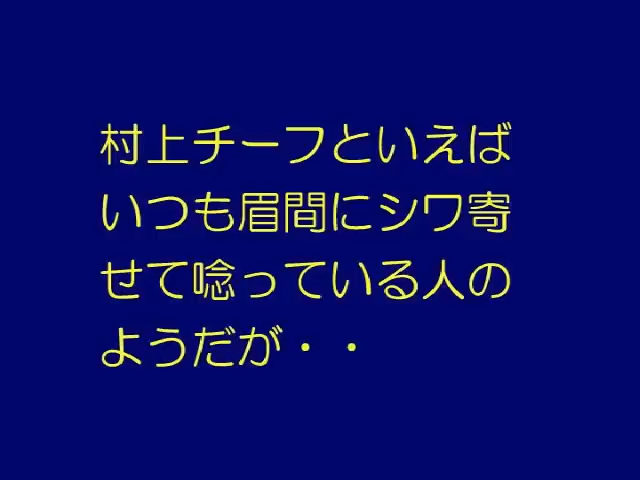 村上チーフといえば
いつも眉間にシワ寄
せて唸っている人の
ようだが・・